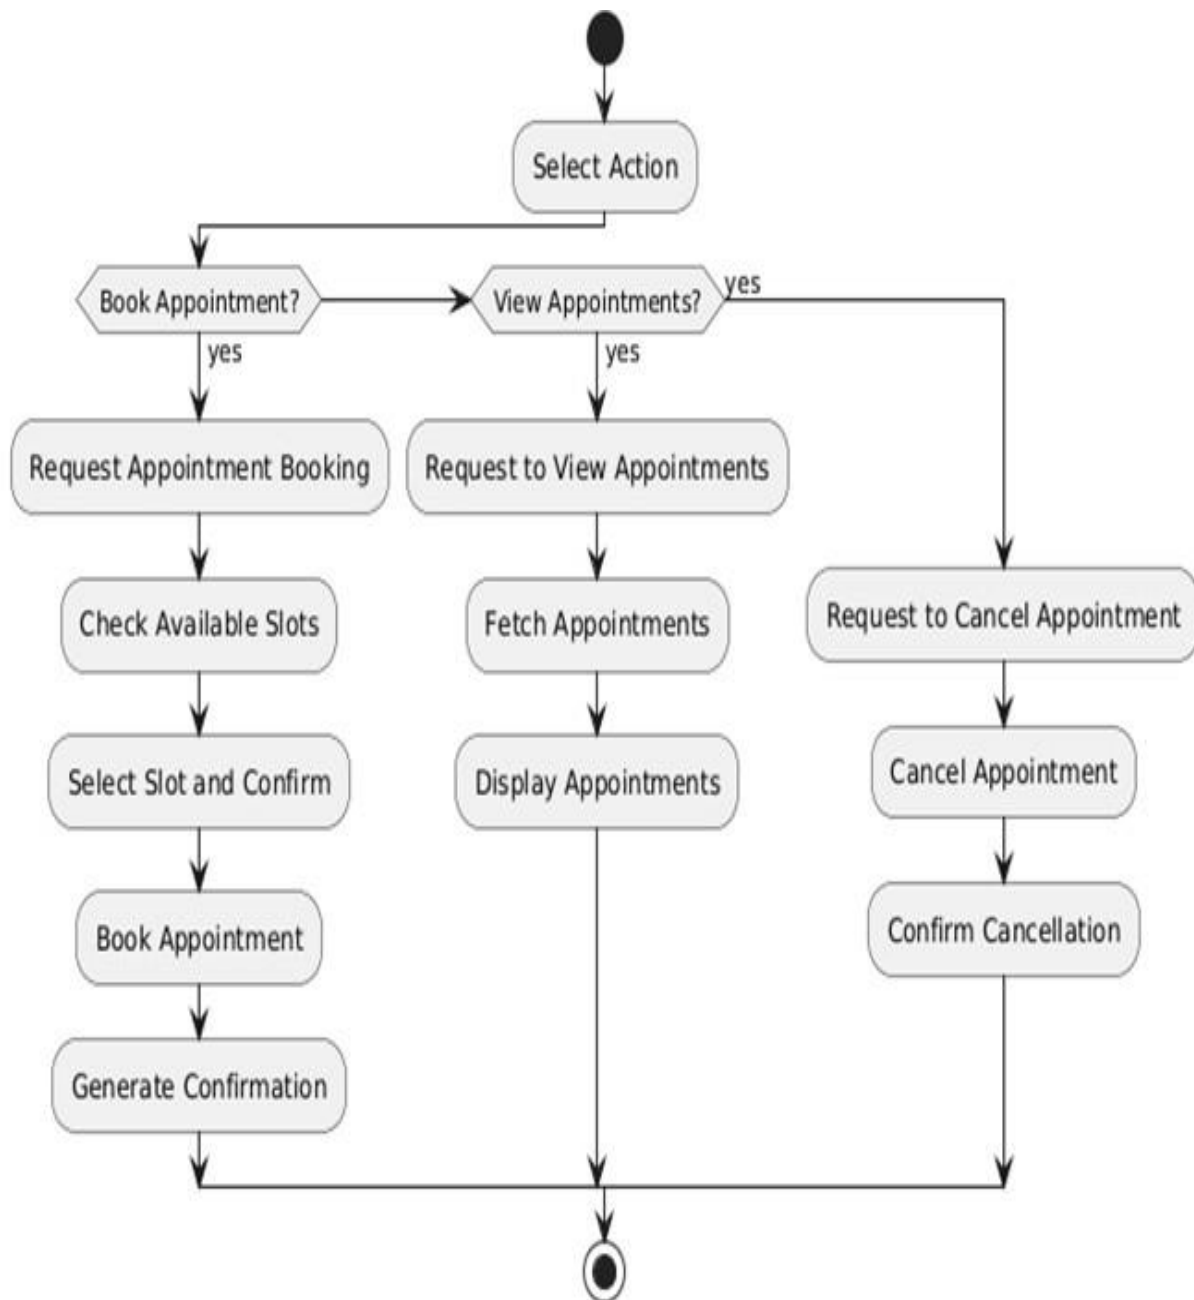 Select Action
Book Appointment?
View Appointments?
yes
yes
yes
Request Appointment Booking
Request to View Appointments
Check Available Slots
Fetch Appointments
Request to Cancel Appointment
Select Slot and Confirm
Display Appointments
Cancel Appointment
Book Appointment
Confirm Cancellation
Generate Confirmation